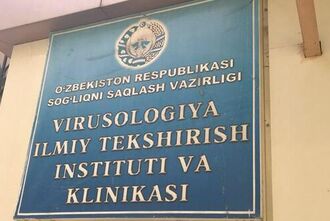 O‘ZBEKISTON RESPUBLIKASI
SOG‘LIQNI SAQLASH VAZIRLIGI
VIRUSOLOGIYA
ILMIY TEKSHIRISH
INSTITUTI VA
KLINIKASI